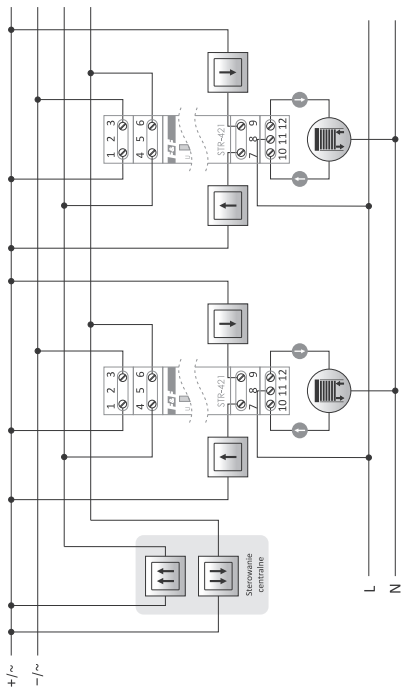 +/~
−/~
1 2 3
4 5 6
F&F
STR-421
7 8 9
10 11 12
1 2 3
4 5 6
F&F
STR-421
7 8 9
10 11 12
Sterowanie
centralne
L
N